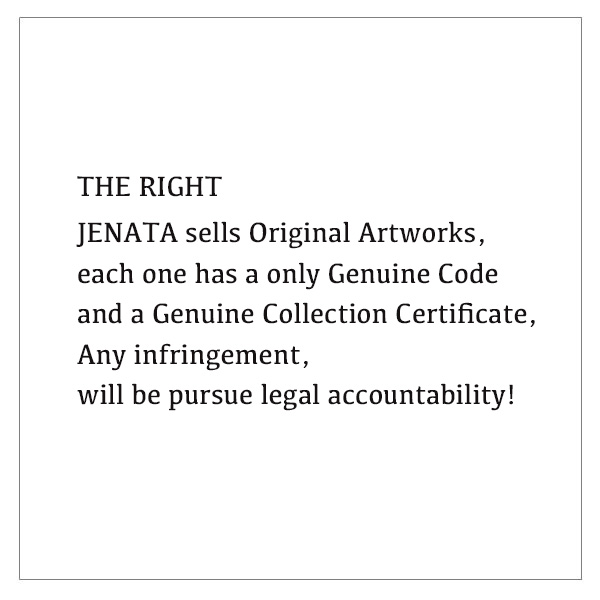 THE RIGHT
JENATA sells Original Artworks,
each one has a only Genuine Code
and a Genuine Collection Certificate,
Any infringement,
will be pursue legal accountability!